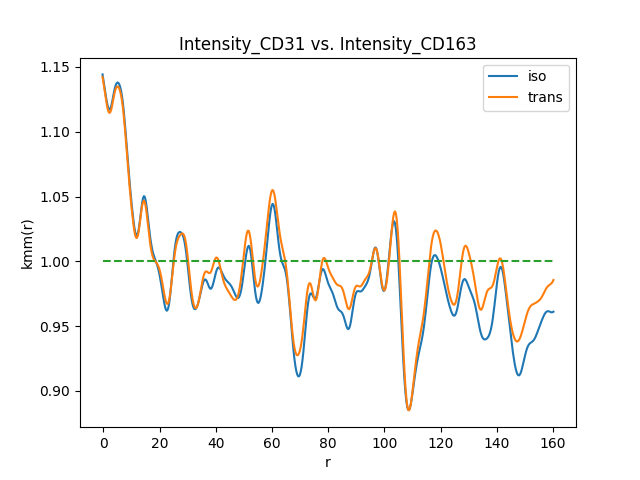 Intensity_CD31 vs. Intensity_CD163
iso
trans
1.15
1.10
1.05
1.00
0.95
0.90
kmm(r)
0 20 40 60 80 100 120 140 160
r